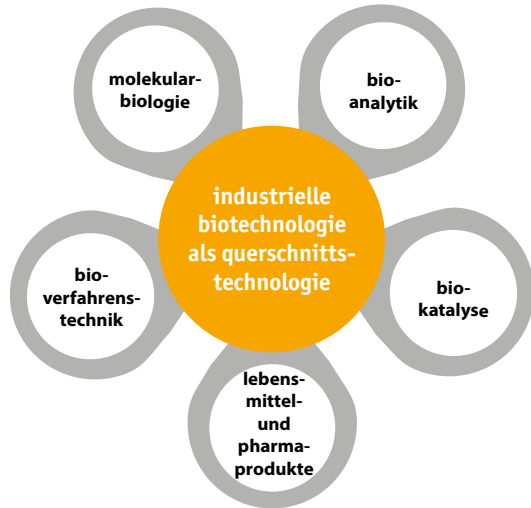 molekular-
biologie
bio-
analytik
industrielle
biotechnologie
als querschnitts-
technologie
bio-
verfahrens-
technik
bio-
katalyse
lebens-
mittel-
und
pharma-
produkte